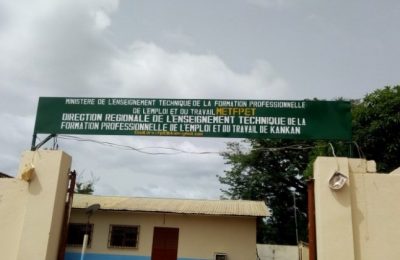 MINISTERE DE L'ENSEIGNEMENT TECHNIQUE DE LA FORMATION PROFESSIONNELLE
DE L'EMPLOI ET DU TRAVAIL METFPET
DIRECTION REGIONALE DE L'ENSEIGNEMENT TECHNIQUE DE LA
FORMATION PROFESSIONNELLE DE L'EMPLOI ET DU TRAVAIL DE KANKAN